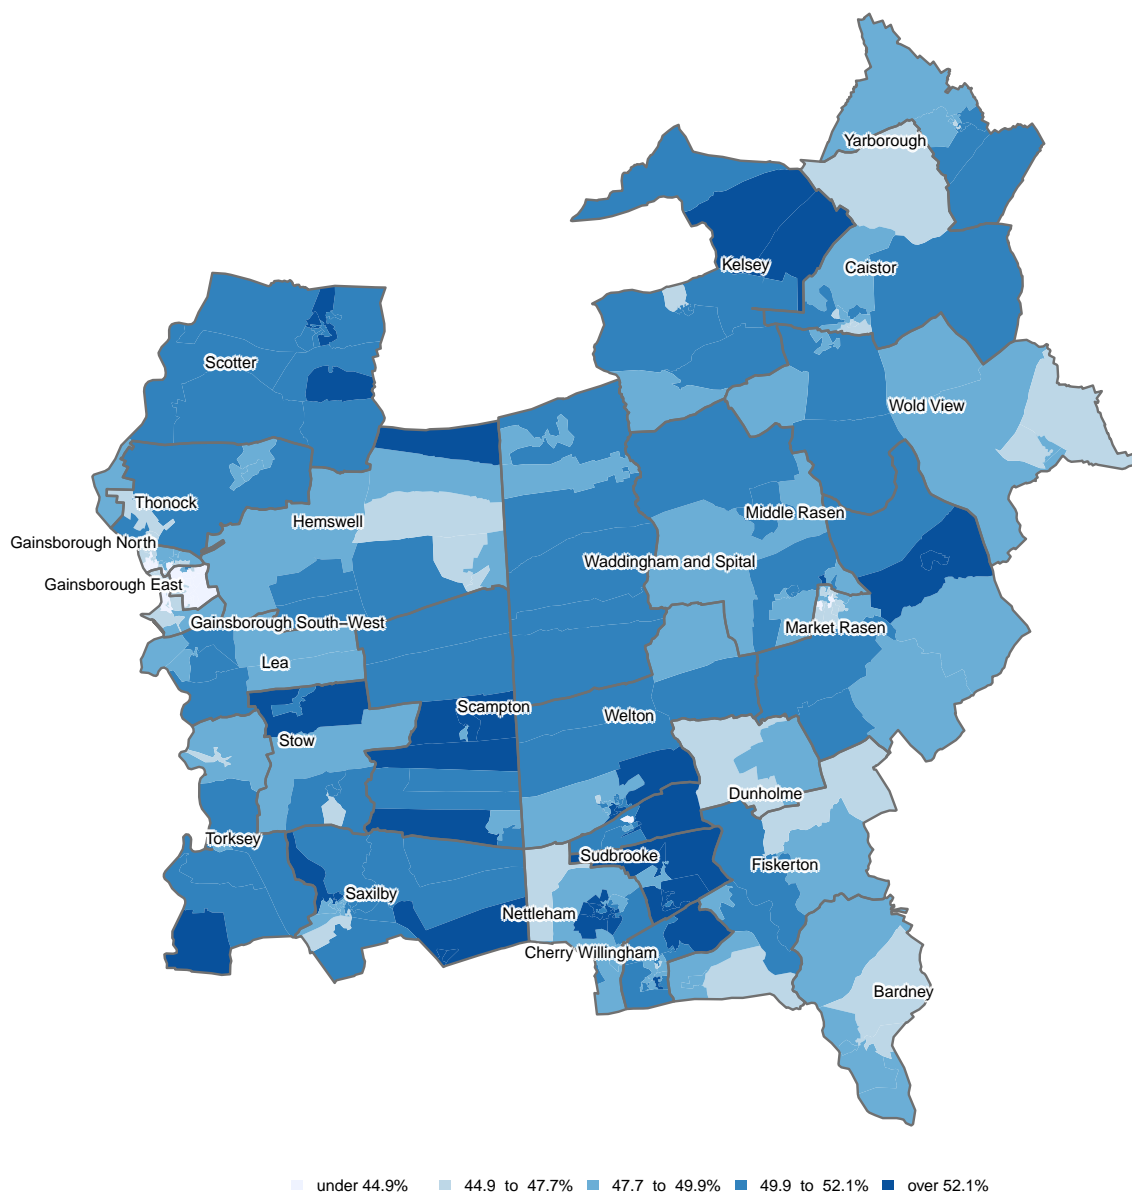 Yarborough
Kelsey
Caistor
Scotter
Wold View
Thonock
Hemswell
Middle Rasen
Gainsborough North
Waddingham and Spital
Gainsborough East
Gainsborough South−West
Market Rasen
Lea
Scampton
Welton
Stow
Dunholme
Torksey
Sudbrooke
Fiskerton
Saxilby
Nettleham
Cherry Willingham
Bardney
under 44.9% 44.9 to 47.7% 47.7 to 49.9% 49.9 to 52.1% over 52.1%